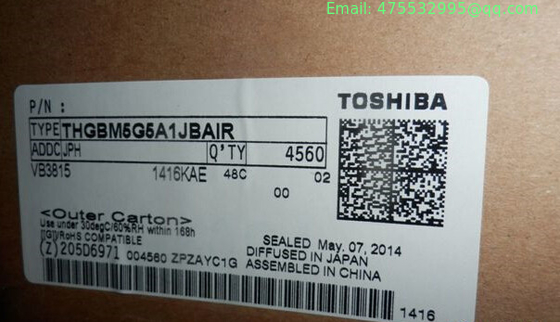 Email: 475532995@qq.com
P/N :
TOSHIBA
TYPE THGBM5G5A1JBAIR
ADDC JPH Q'TY 4560
VB3815 1416KAE 48C 02
00
<Outer Carton>
Use under 30degC/60%RH within 168h
[[G]]/RoHS COMPATIBLE
(Z)205D6971 004560 ZPZAYC1G
SEALED May. 07, 2014
DIFFUSED IN JAPAN
ASSEMBLED IN CHINA
1416